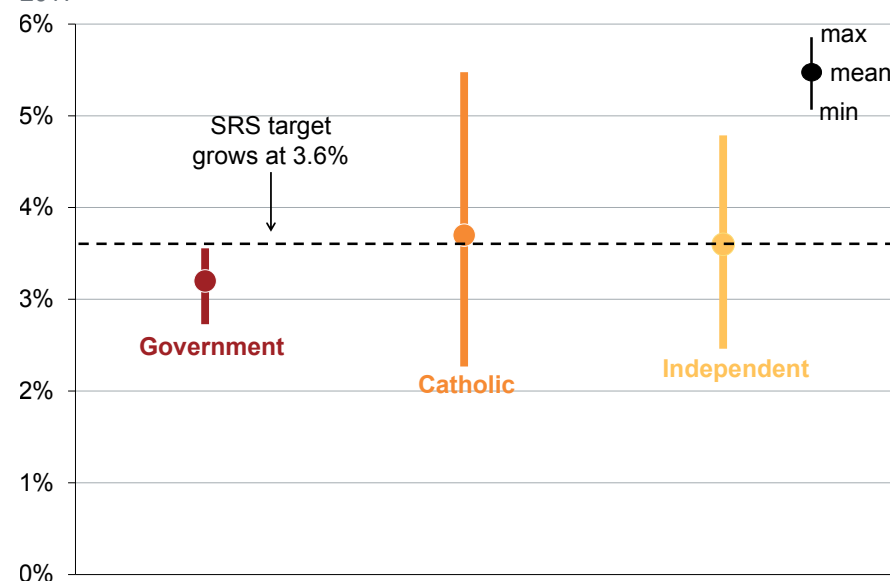 6%
max
mean
min
5%
SRS target
grows at 3.6%
4%
3%
Government
Catholic
Independent
2%
1%
0%